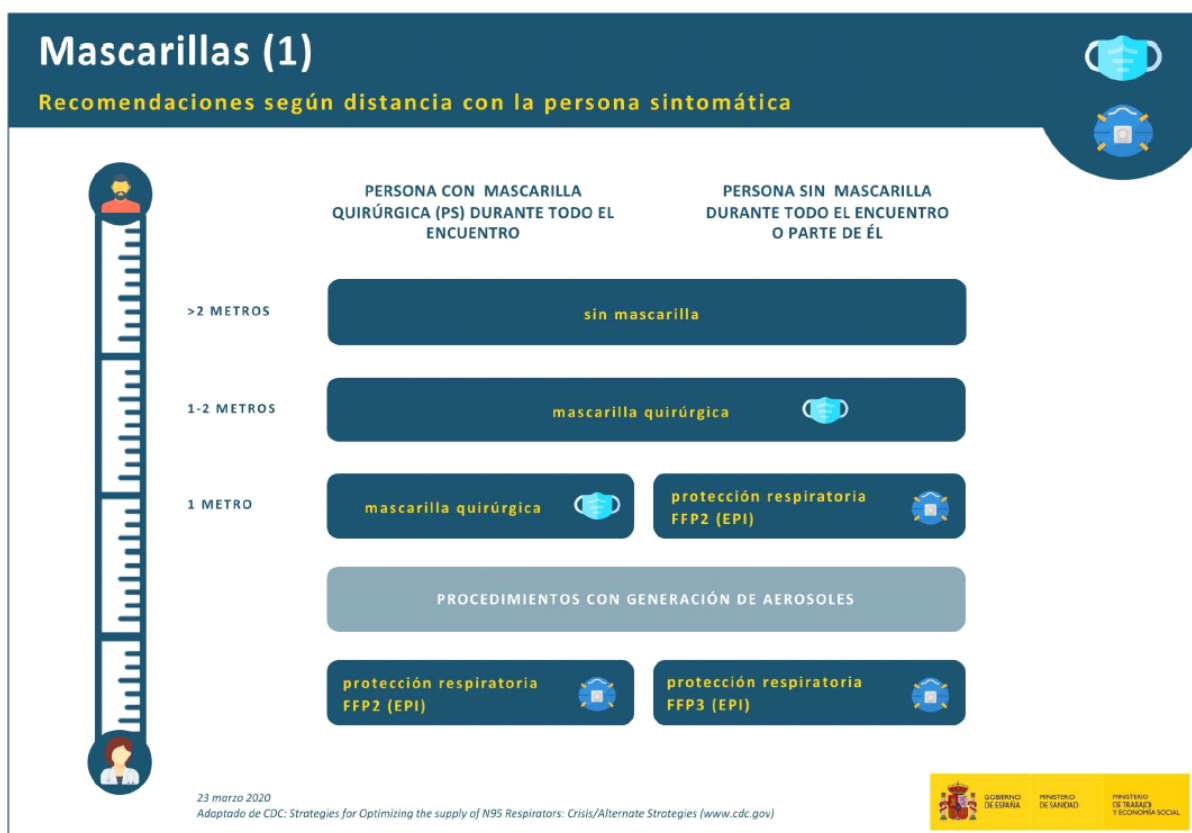 Mascarillas (1)
Recomendaciones según distancia con la persona sintomática
PERSONA CON MASCARILLA
QUIRÚRGICA (PS) DURANTE TODO EL
ENCUENTRO
PERSONA SIN MASCARILLA
DURANTE TODO EL ENCUENTRO
O PARTE DE ÉL
>2 METROS
sin mascarilla
1-2 METROS
mascarilla quirúrgica
1 METRO
mascarilla quirúrgica
protección respiratoria
FFP2 (EPI)
PROCEDIMIENTOS CON GENERACIÓN DE AEROSOLES
protección respiratoria
FFP2 (EPI)
protección respiratoria
FFP3 (EPI)
23 marzo 2020
Adaptado de CDC: Strategies for Optimizing the supply of N95 Respirators: Crisis/Alternate Strategies (www.cdc.gov)
GOBIERNO
DE ESPAÑA
MINISTERIO
DE SANIDAD
MINISTERIO
DE TRABAJO
Y ECONOMÍA SOCIAL